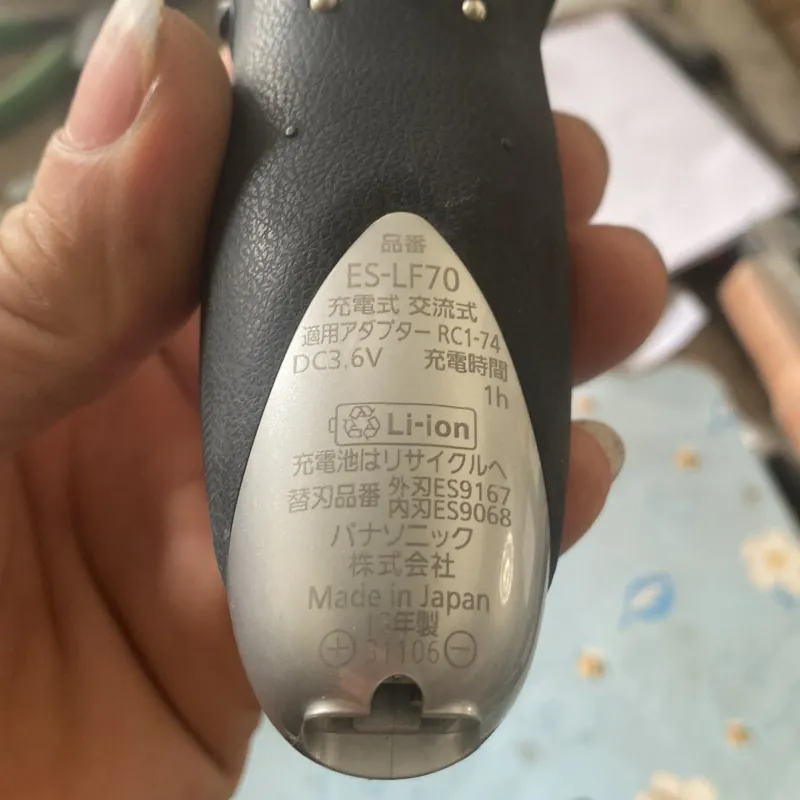 品番
ES-LF70
充電式 交流式
適用アダプター RC1-74
DC3.6V 充電時間
1h
Li-ion
充電池はリサイクルへ
替刃品番 外刃ES9167
内刃ES9068
パナソニック
株式会社
Made in Japan
年製
31106